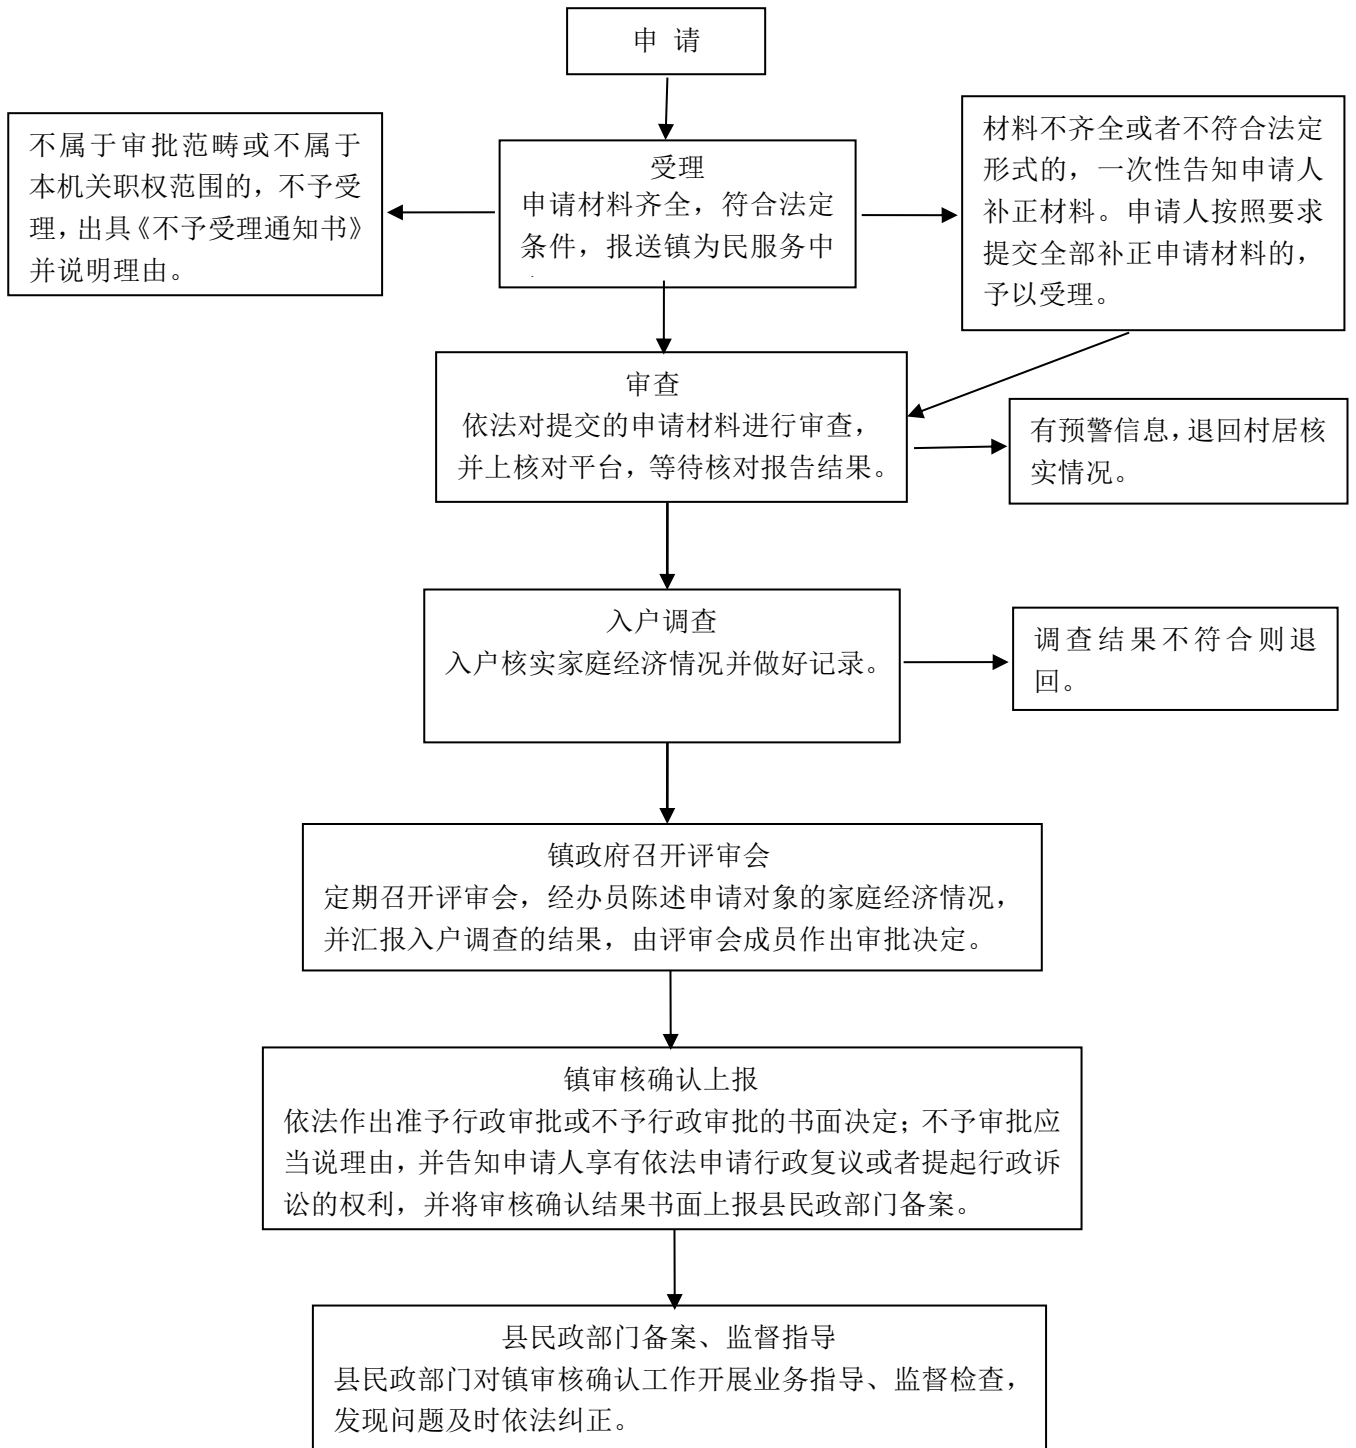 申 请
不属于审批范畴或不属于
本机关职权范围的，不予受
理，出具《不予受理通知书》
并说明理由。
受理
申请材料齐全，符合法定
条件，报送镇为民服务中
材料不齐全或者不符合法定
形式的，一次性告知申请人
补正材料。申请人按照要求
提交全部补正申请材料的，
予以受理。
审查
依法对提交的申请材料进行审查，
并上核对平台，等待核对报告结果。
有预警信息，退回村居核
实情况。
入户调查
入户核实家庭经济情况并做好记录。
调查结果不符合则退
回。
镇政府召开评审会
定期召开评审会，经办员陈述申请对象的家庭经济情况，
并汇报入户调查的结果，由评审会成员作出审批决定。
镇审核确认上报
依法作出准予行政审批或不予行政审批的书面决定；不予审批应
当说理由，并告知申请人享有依法申请行政复议或者提起行政诉
讼的权利，并将审核确认结果书面上报县民政部门备案。
县民政部门备案、监督指导
县民政部门对镇审核确认工作开展业务指导、监督检查，
发现问题及时依法纠正。